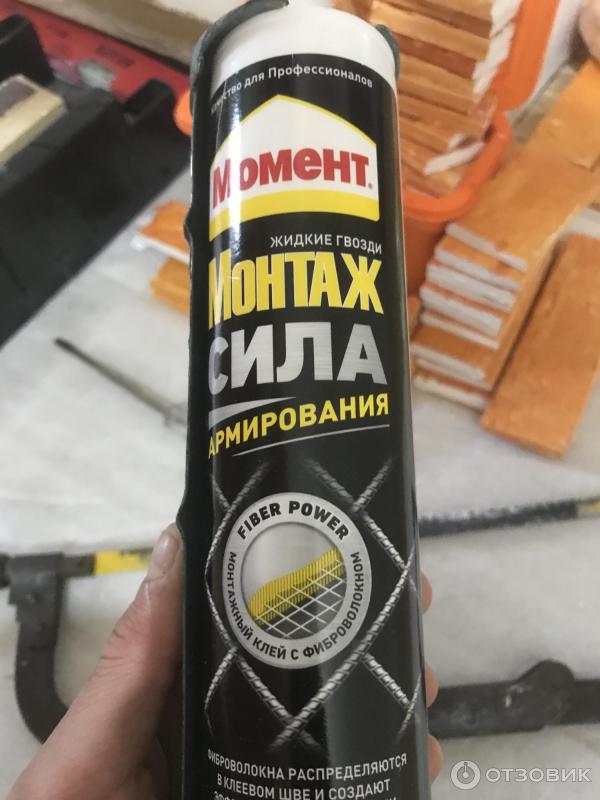 качество для Профессионалов
Момент
ЖИДКИЕ ГВОЗДИ
МОНТАЖ
СИЛА
АРМИРОВАНИЯ
FIBER POWER
МОНТАЖНЫЙ КЛЕЙ С ФИБРОВОЛОКНОМ
ФИБРОВОЛОКНА РАСПРЕДЕЛЯЮТСЯ
В КЛЕЕВОМ ШВЕ И СОЗДАЮТ
ОТЗОВИК